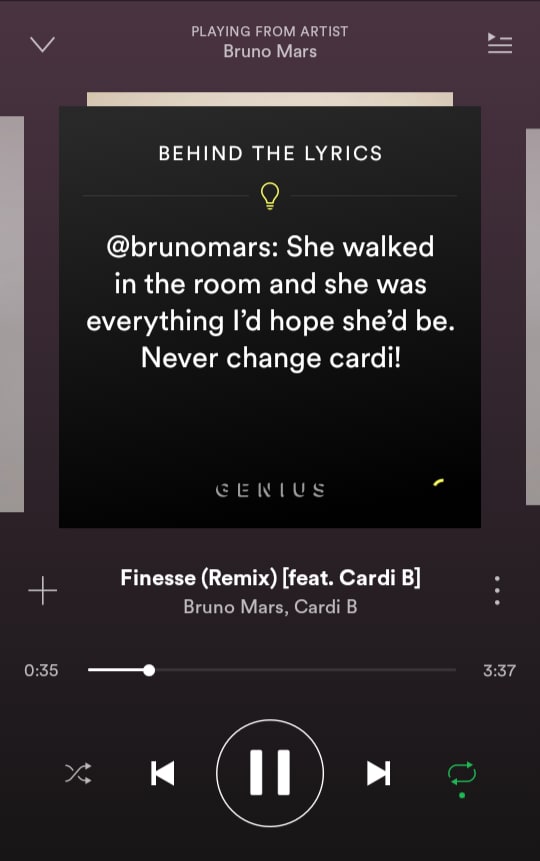 PLAYING FROM ARTIST
Bruno Mars
BEHIND THE LYRICS
@brunomars: She walked
in the room and she was
everything I'd hope she'd be.
Never change cardi!
GENIUS
Finesse (Remix) [feat. Cardi B]
Bruno Mars, Cardi B
0:35
3:37